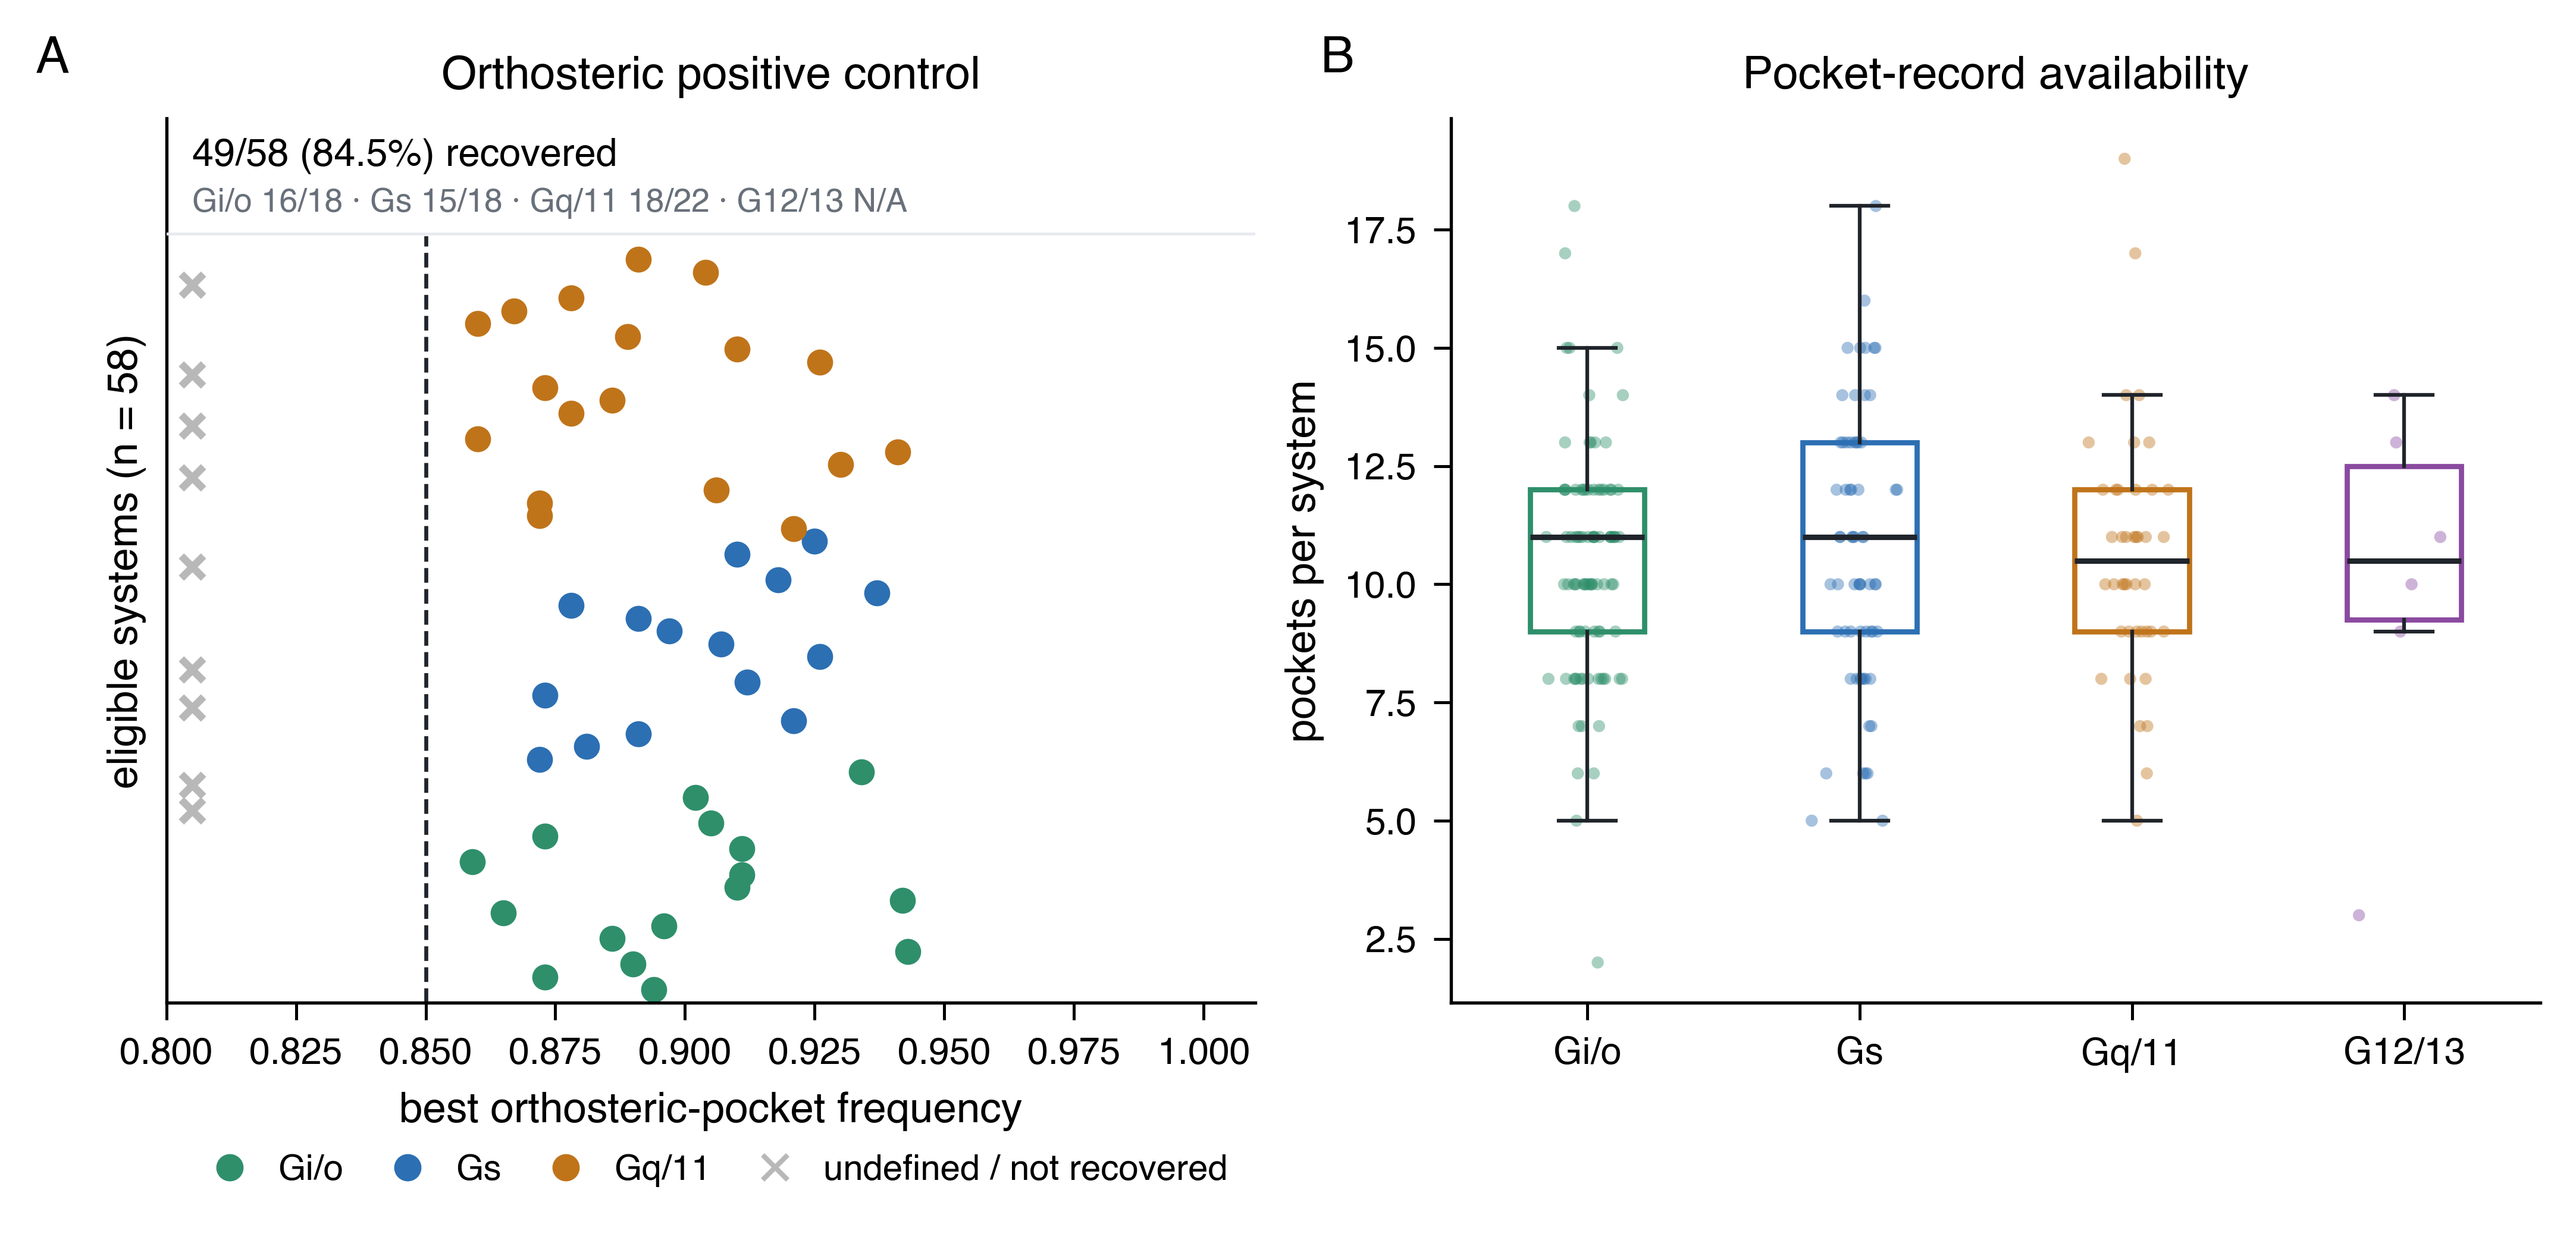 A
Orthosteric positive control
49/58 (84.5%) recovered
Gi/o 16/18 · Gs 15/18 · Gq/11 18/22 · G12/13 N/A
eligible systems (n = 58)
0.800 0.825 0.850 0.875 0.900 0.925 0.950 0.975 1.000
best orthosteric-pocket frequency
Gi/o Gs Gq/11 undefined / not recovered
B
Pocket-record availability
pockets per system
17.5
15.0
12.5
10.0
7.5
5.0
2.5
Gi/o Gs Gq/11 G12/13